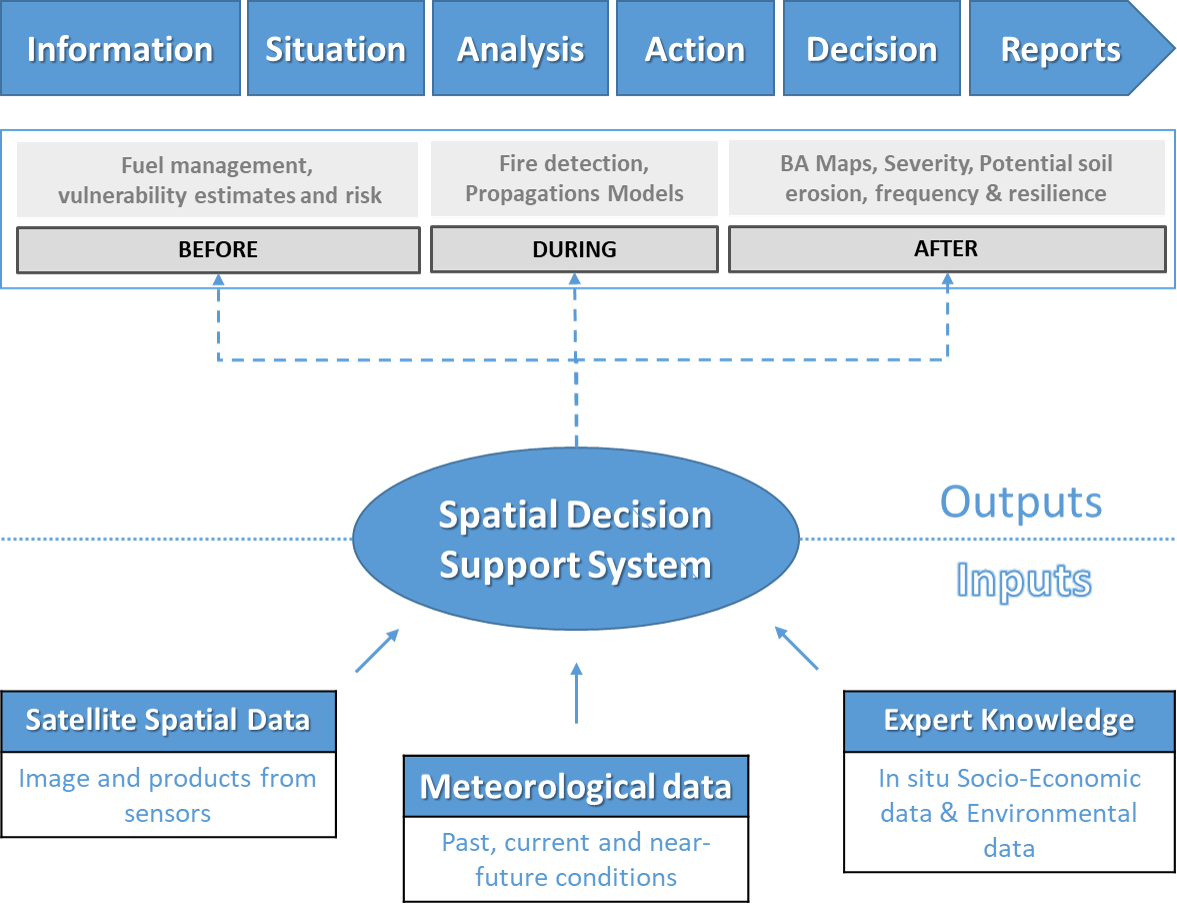 Information Situation Analysis Action Decision Reports
Fuel management,
vulnerability estimates and risk
BEFORE
Fire detection,
Propagations Models
DURING
BA Maps, Severity, Potential soil
erosion, frequency & resilience
AFTER
Spatial Decision
Support System
Outputs
Inputs
Satellite Spatial Data
Image and products from
sensors
Meteorological data
Past, current and near-
future conditions
Expert Knowledge
In situ Socio-Economic
data & Environmental
data